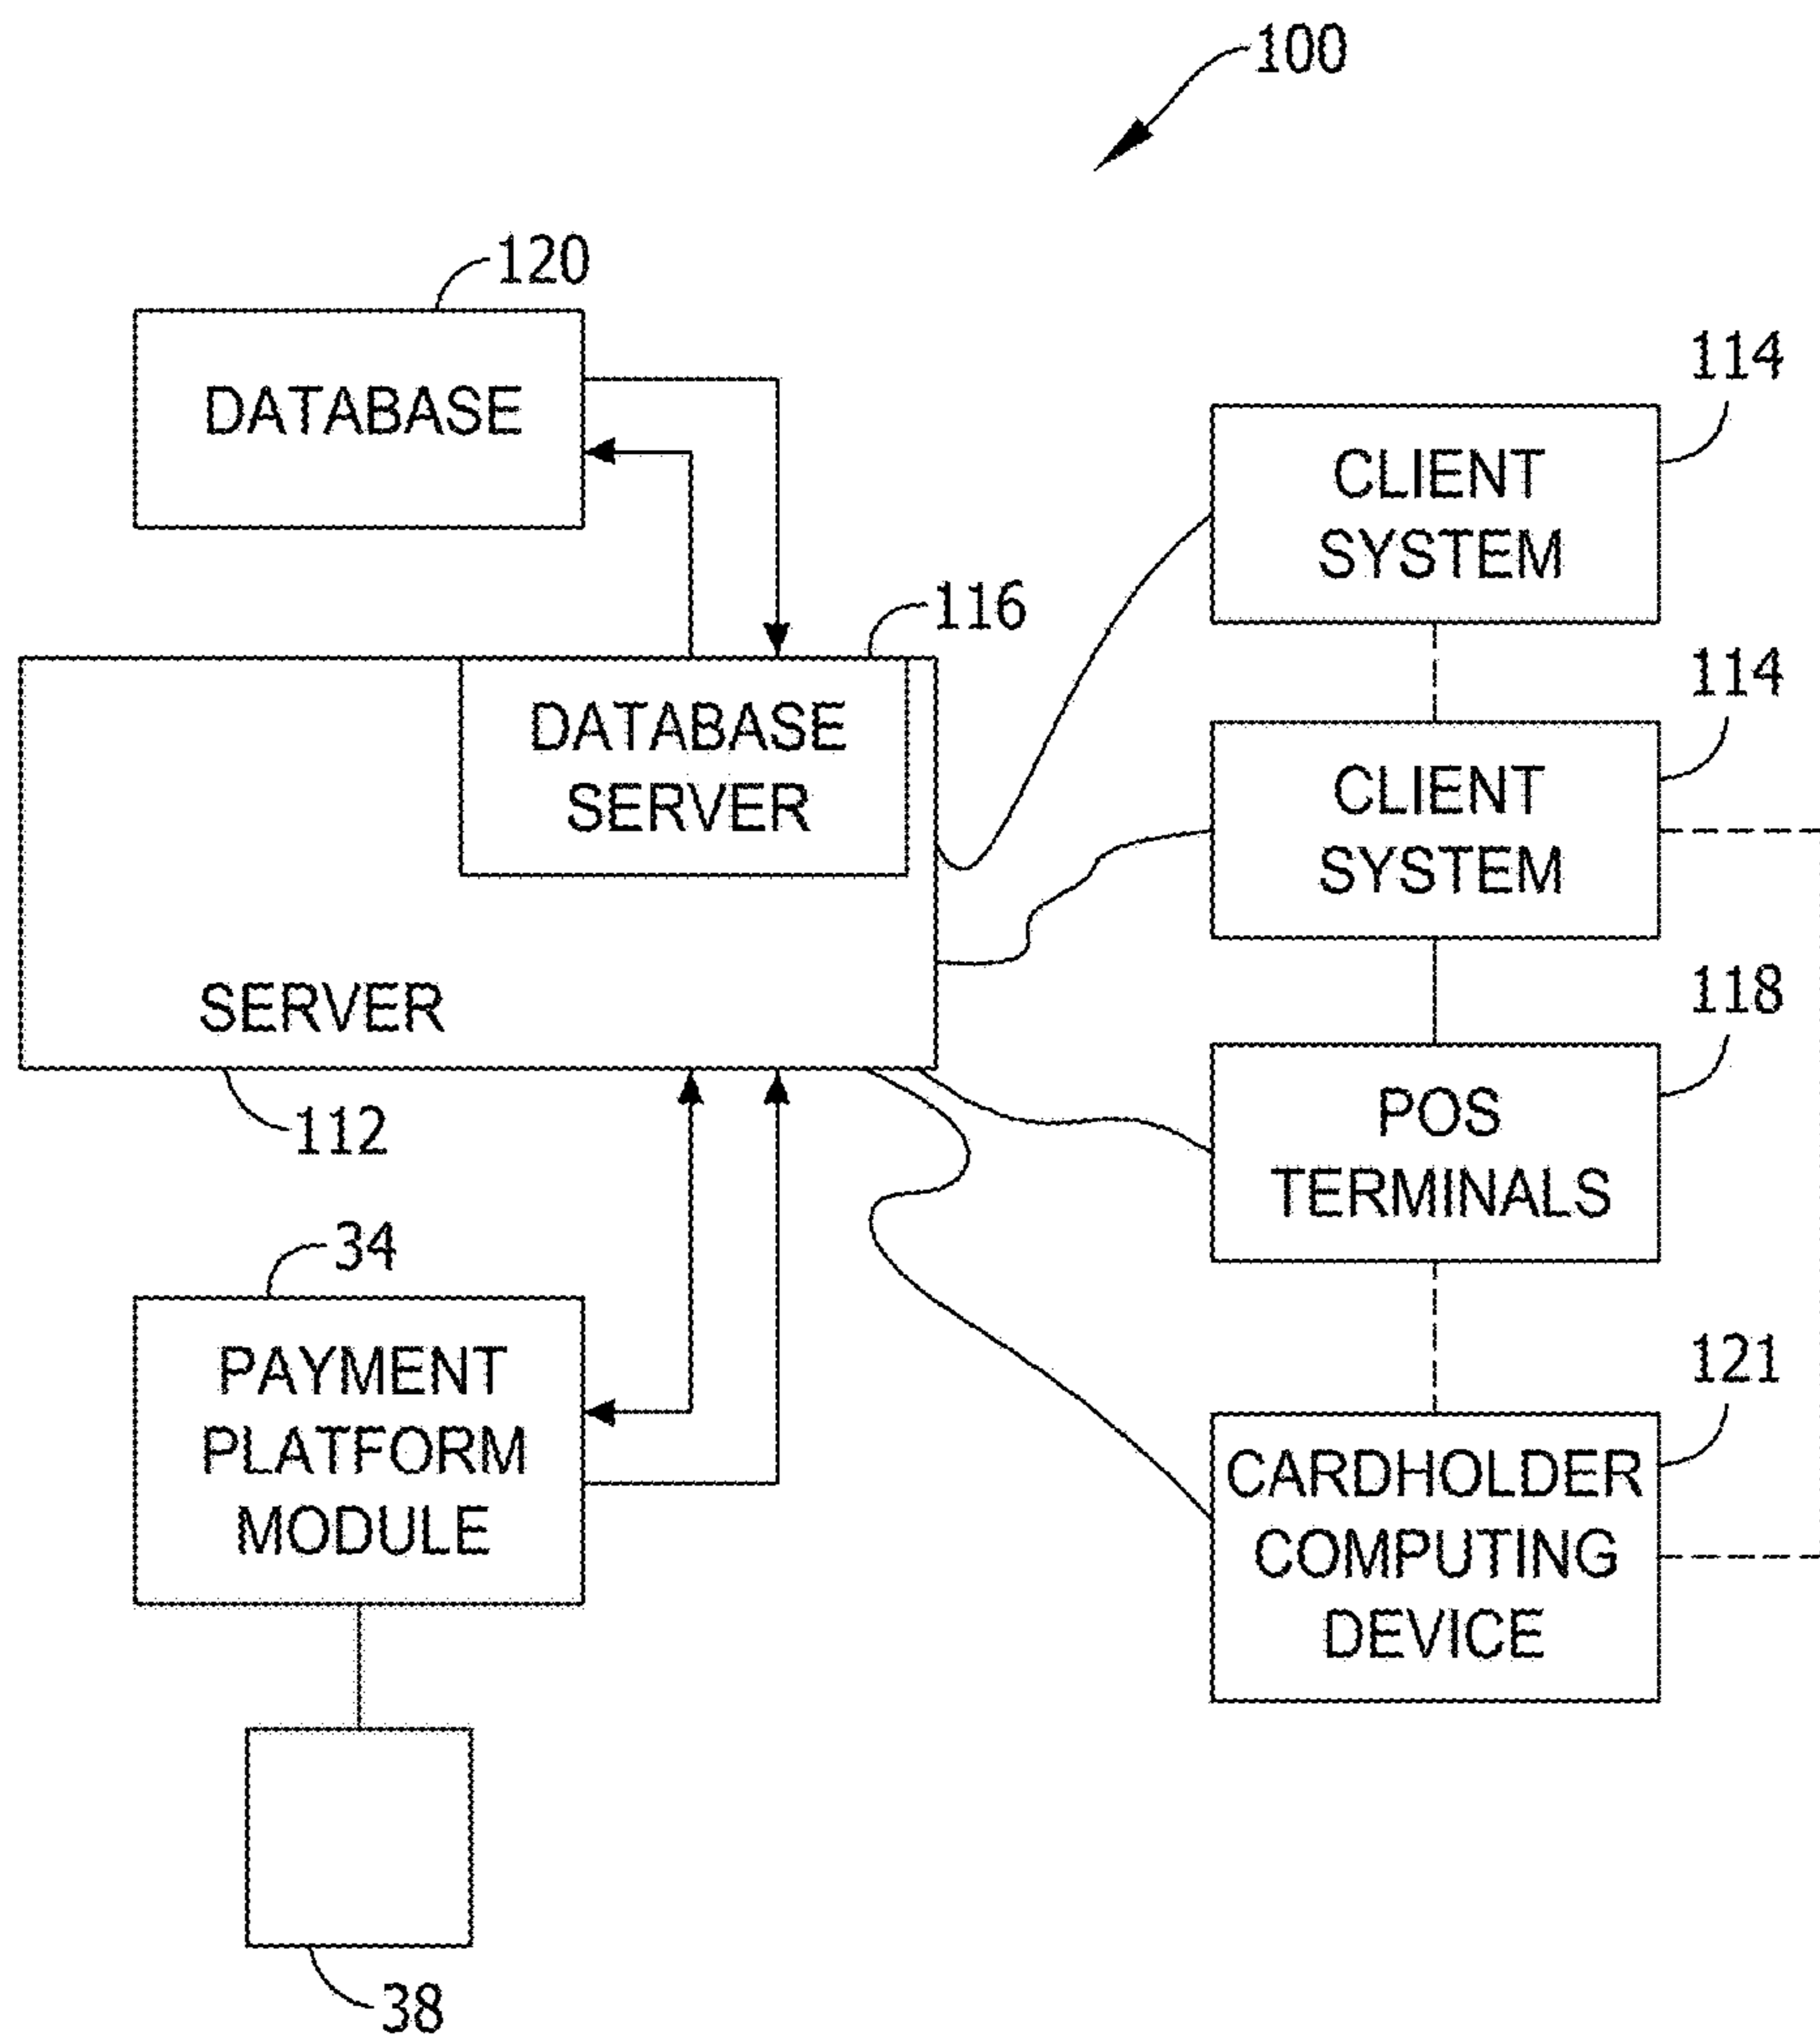 100
120
DATABASE
114
CLIENT
SYSTEM
116
DATABASE
SERVER
114
CLIENT
SYSTEM
SERVER
112
118
POS
TERMINALS
34
PAYMENT
PLATFORM
MODULE
121
CARDHOLDER
COMPUTING
DEVICE
38